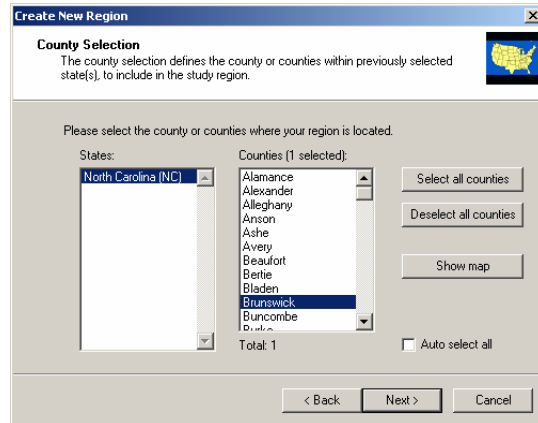 Create New Region
County Selection
The county selection defines the county or counties within previously selected
state(s), to include in the study region.
Please select the county or counties where your region is located.
States:
North Carolina (NC)
Counties (1 selected):
Alamance
Alexander
Alleghany
Anson
Ashe
Avery
Beaufort
Bertie
Bladen
Brunswick
Buncombe
Total: 1
Select all counties
Deselect all counties
Show map
Auto select all
< Back
Next >
Cancel